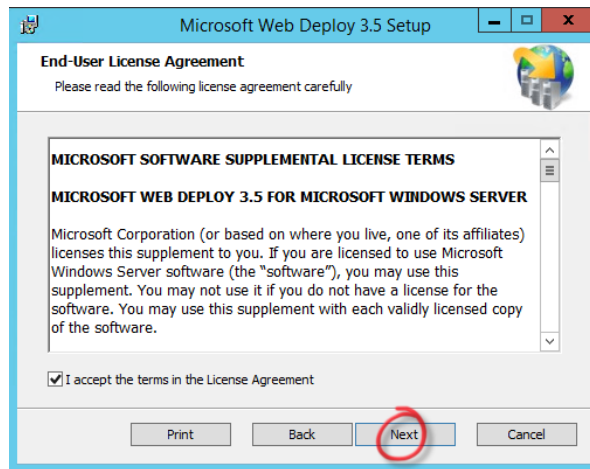 Microsoft Web Deploy 3.5 Setup
End-User License Agreement
Please read the following license agreement carefully
MICROSOFT SOFTWARE SUPPLEMENTAL LICENSE TERMS
MICROSOFT WEB DEPLOY 3.5 FOR MICROSOFT WINDOWS SERVER
Microsoft Corporation (or based on where you live, one of its affiliates)
licenses this supplement to you. If you are licensed to use Microsoft
Windows Server software (the “software”), you may use this
supplement. You may not use it if you do not have a license for the
software. You may use this supplement with each validly licensed copy
of the software.
I accept the terms in the License Agreement
Print Back Next Cancel